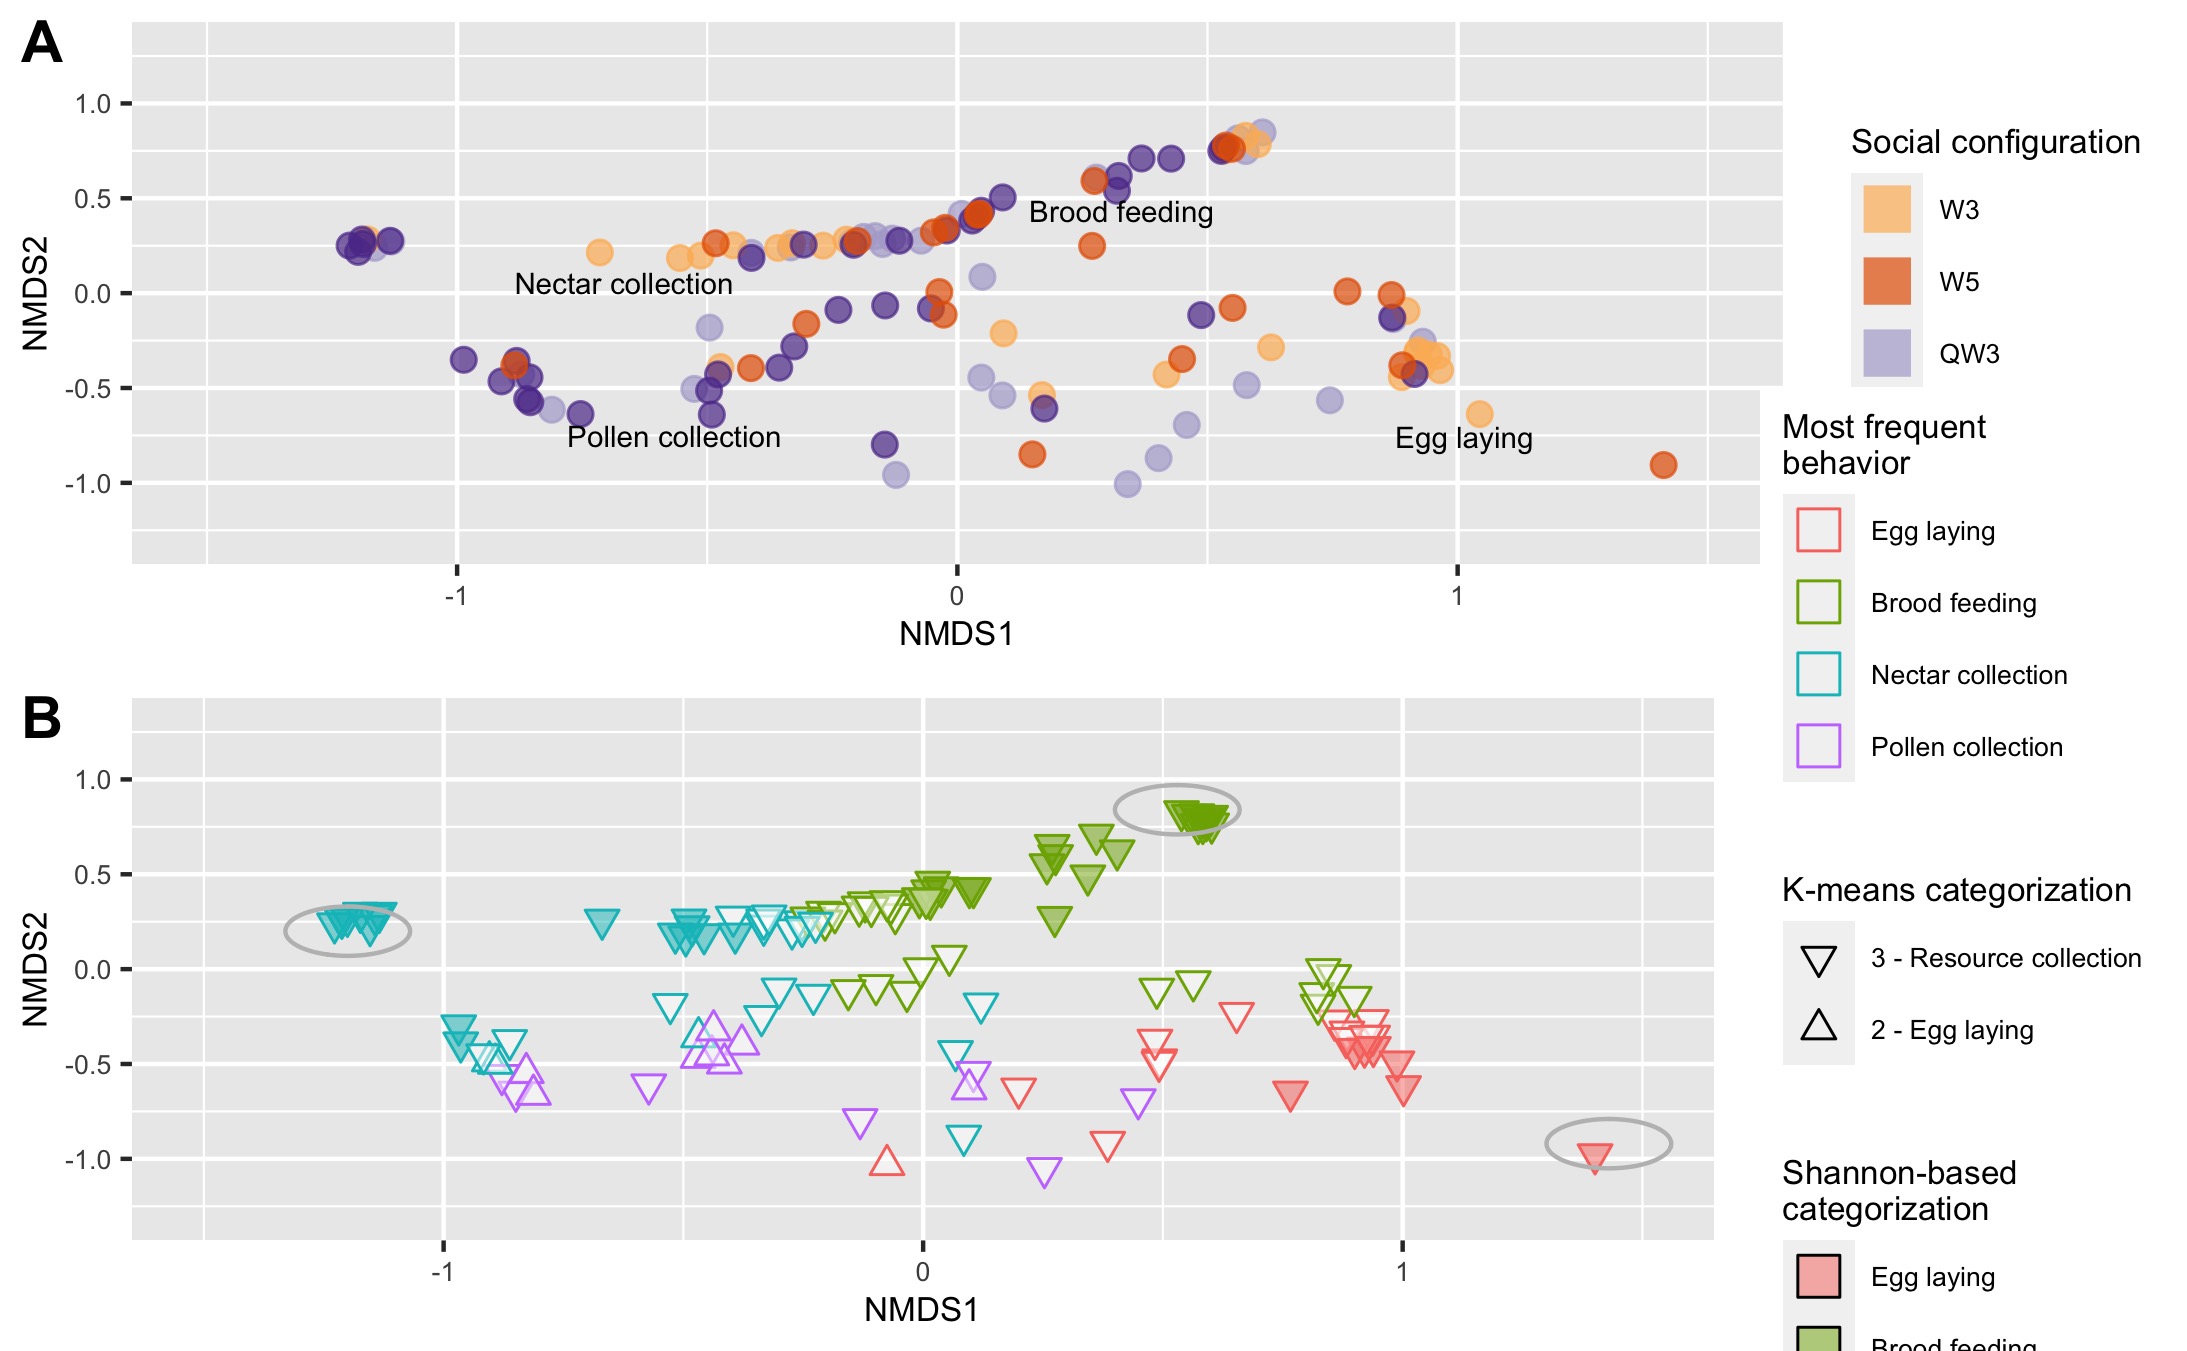 A
NMDS2
1.0
0.5
0.0
-0.5
-1.0
Brood feeding
Nectar collection
Pollen collection
Egg laying
-1
0
1
NMDS1
Social configuration
W3
W5
QW3
Most frequent
behavior
Egg laying
Brood feeding
Nectar collection
Pollen collection
B
NMDS2
1.0
0.5
0.0
-0.5
-1.0
-1
0
1
NMDS1
K-means categorization
3 - Resource collection
2 - Egg laying
Shannon-based
categorization
Egg laying
Brood feeding